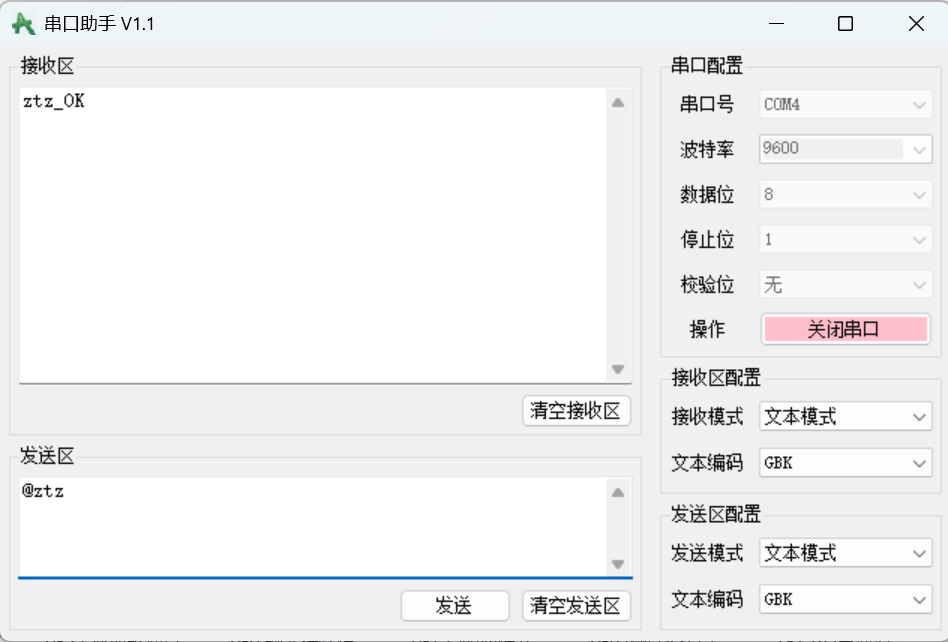 串口助手 V1.1
接收区
ztz_OK
清空接收区
发送区
@ztz
发送
清空发送区
串口配置
串口号 COM4
波特率 9600
数据位 8
停止位 1
校验位 无
操作 关闭串口
接收区配置
接收模式 文本模式
文本编码 GBK
发送区配置
发送模式 文本模式
文本编码 GBK